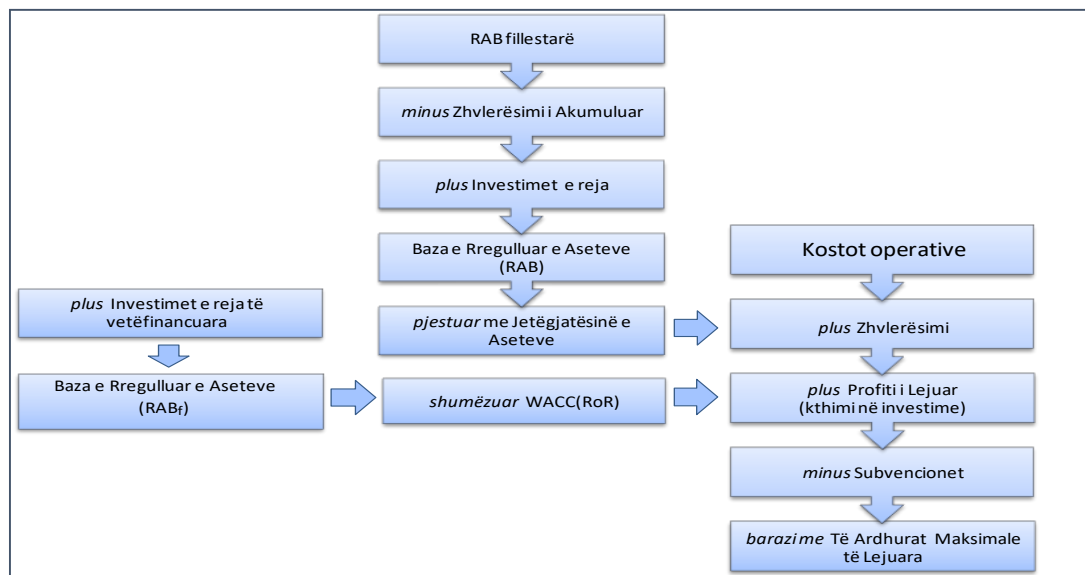 RAB fillestarë
minus Zhvlerësimi i Akumuluar
plus Investimet e reja
Baza e Rregulluar e Aseteve
(RAB)
pjestuar me Jetëgjatësinë e
Aseteve
plus Investimet e reja të
vetëfinancuara
Baza e Rregulluar e Aseteve
(RABf)
shumëzuar WACC(RoR)
Kostot operative
plus Zhvlerësimi
plus Profiti i Lejuar
(kthimi në investime)
minus Subvencionet
barazi me Të Ardhurat Maksimale
të Lejuara